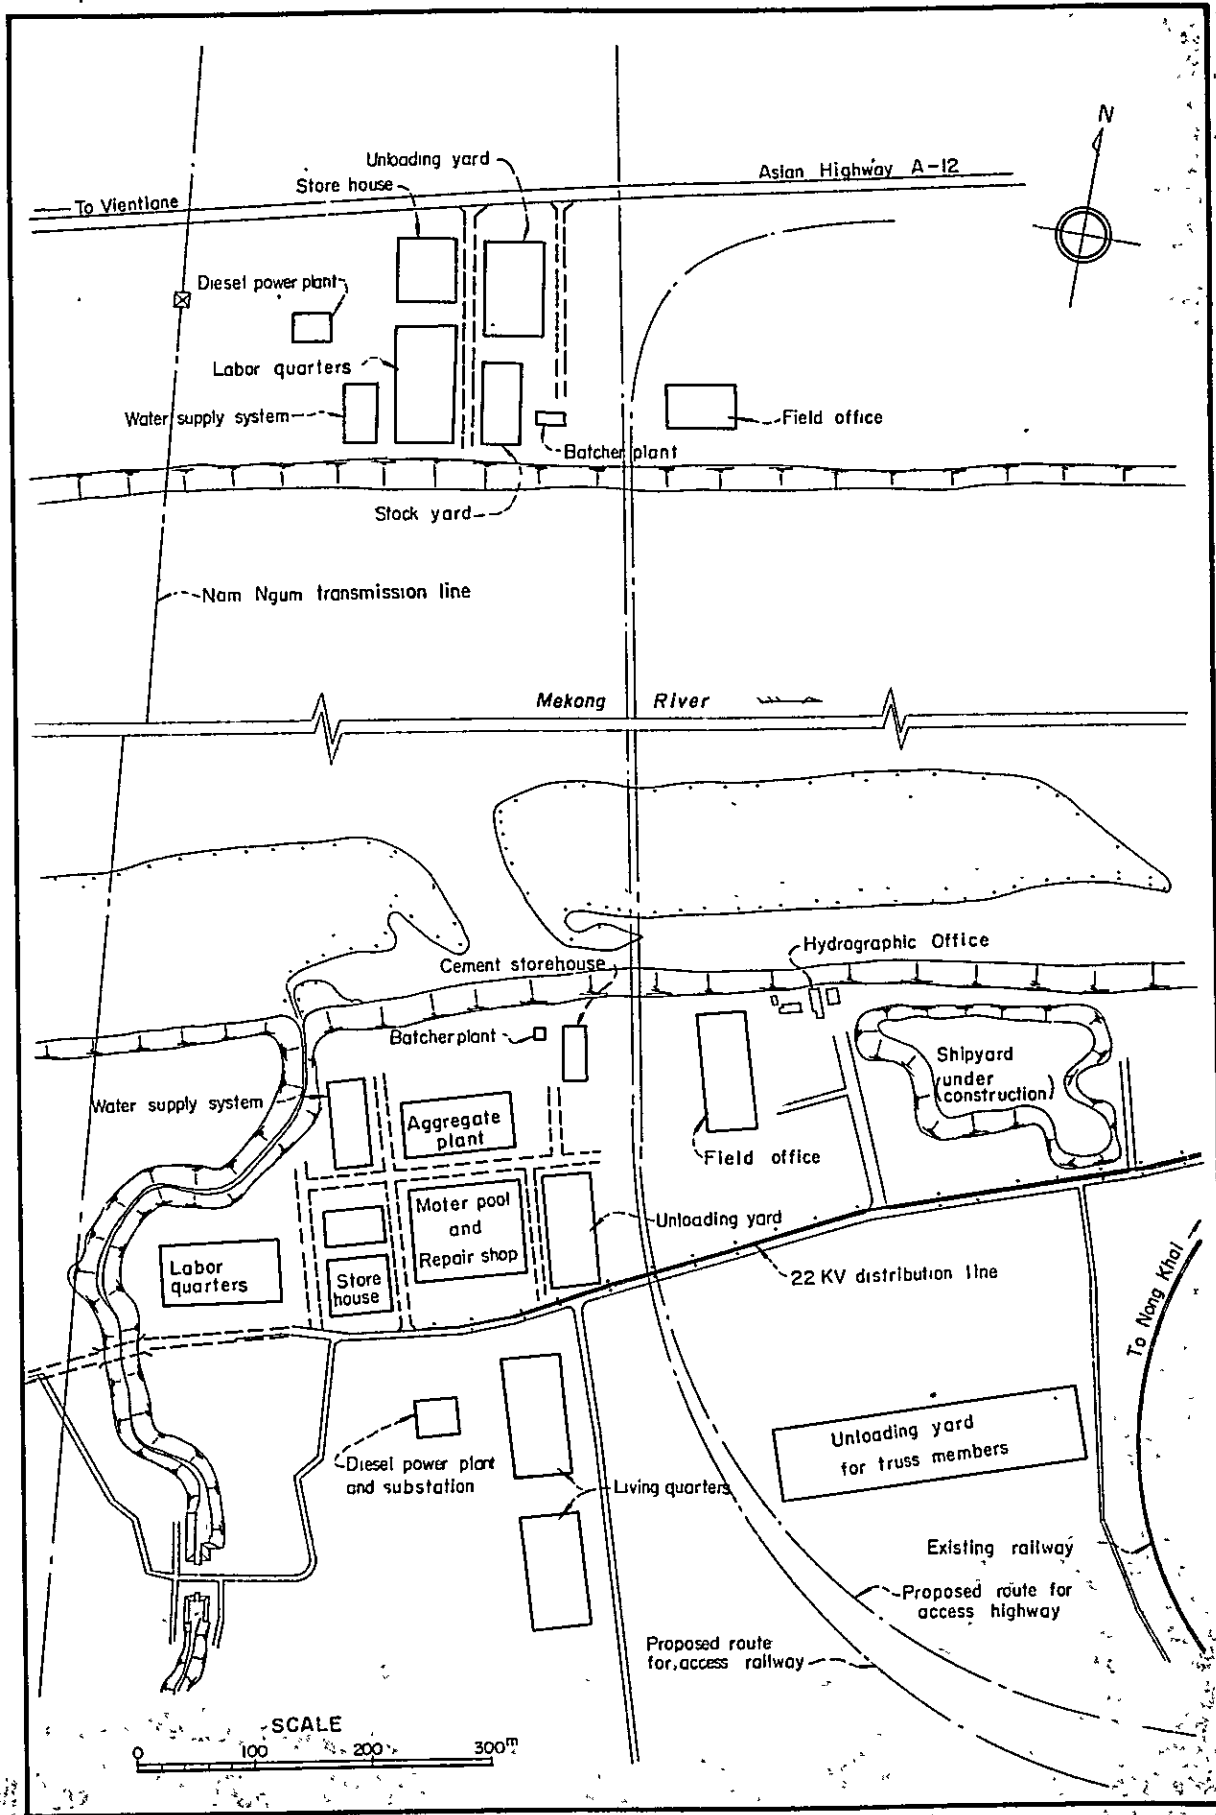 N
Unloading yard
Store house
Asian Highway A-12
To Vientiane
Diesel power plant
Labor quarters
Water supply system
Field office
Batcher plant
Stock yard
Nam Ngum transmission line
Mekong River
Hydrographic Office
Cement storehouse
Batcher plant
Shipyard
(under
construction)
Water supply system
Aggregate
plant
Field office
Moter pool
and
Repair shop
Unloading yard
Labor
quarters
Store
house
22 KV distribution line
To Nong Khai
Unloading yard
for truss members
Diesel power plant
and substation
Living quarters
Existing railway
Proposed route for
access highway
Proposed route
for access railway
SCALE
0 100 200 300m